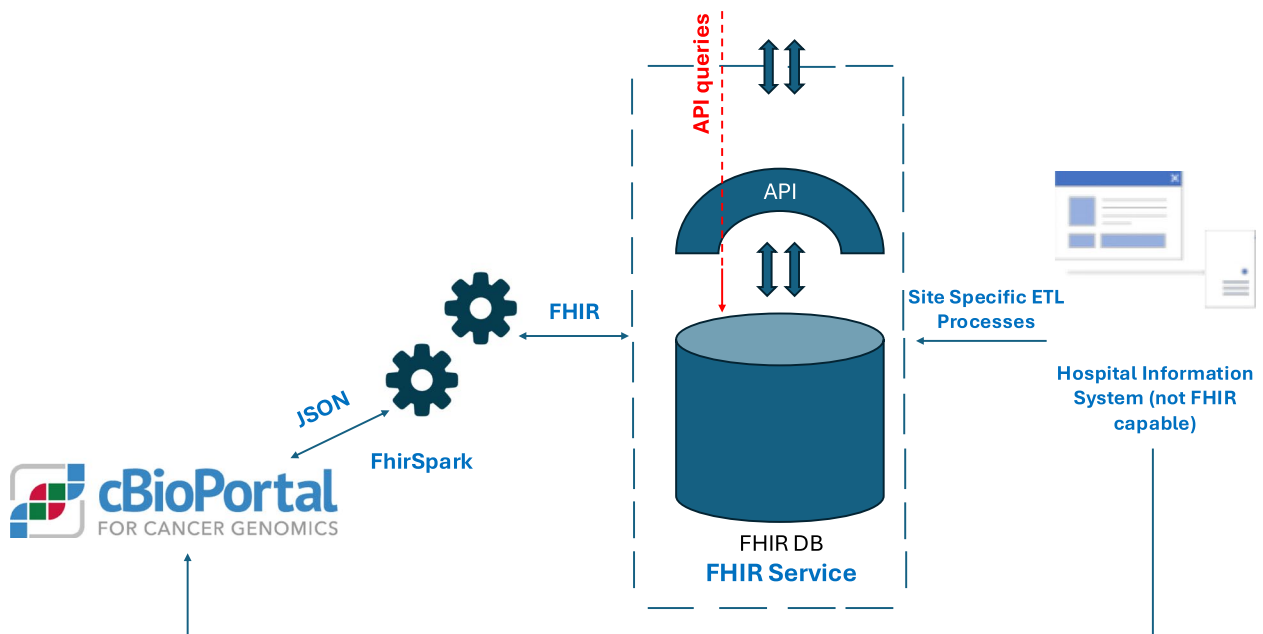 API queries
API
FHIR
Site Specific ETL
Processes
Hospital Information
System (not FHIR
capable)
JSON
FhirSpark
cBioPortal
FOR CANCER GENOMICS
FHIR DB
FHIR Service